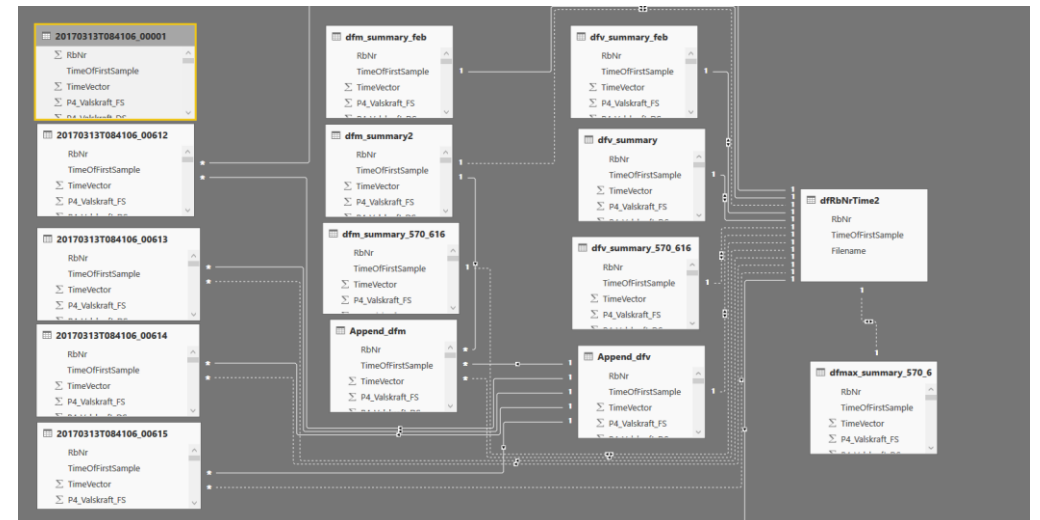 20170313T084106_00001
Σ RbNr
TimeOfFirstSample
Σ TimeVector
Σ P4_Valskraft_FS
Σ P4_Valskraft_DS
20170313T084106_00612
RbNr
TimeOfFirstSample
Σ TimeVector
Σ P4_Valskraft_FS
Σ P4_Valskraft_DS
20170313T084106_00613
RbNr
TimeOfFirstSample
Σ TimeVector
Σ P4_Valskraft_FS
20170313T084106_00614
RbNr
TimeOfFirstSample
Σ TimeVector
Σ P4_Valskraft_FS
20170313T084106_00615
RbNr
TimeOfFirstSample
Σ TimeVector
Σ P4_Valskraft_FS
dfm_summary_feb
RbNr
TimeOfFirstSample
Σ TimeVector
Σ P4_Valskraft_FS
dfm_summary2
RbNr
TimeOfFirstSample
Σ TimeVector
Σ P4_Valskraft_FS
Σ P4_Valskraft_DS
dfm_summary_570_616
RbNr
TimeOfFirstSample
Σ TimeVector
Σ P4_Valskraft_FS
Append_dfm
RbNr
TimeOfFirstSample
Σ TimeVector
Σ P4_Valskraft_FS
dfv_summary_feb
RbNr
TimeOfFirstSample
Σ TimeVector
Σ P4_Valskraft_FS
dfv_summary
RbNr
TimeOfFirstSample
Σ TimeVector
Σ P4_Valskraft_FS
dfv_summary_570_616
RbNr
TimeOfFirstSample
Σ TimeVector
Σ P4_Valskraft_FS
Append_dfv
RbNr
TimeOfFirstSample
Σ TimeVector
Σ P4_Valskraft_FS
dfRbNrTime2
RbNr
TimeOfFirstSample
Filename
dfmax_summary_570_6
RbNr
TimeOfFirstSample
Σ TimeVector
Σ P4_Valskraft_FS